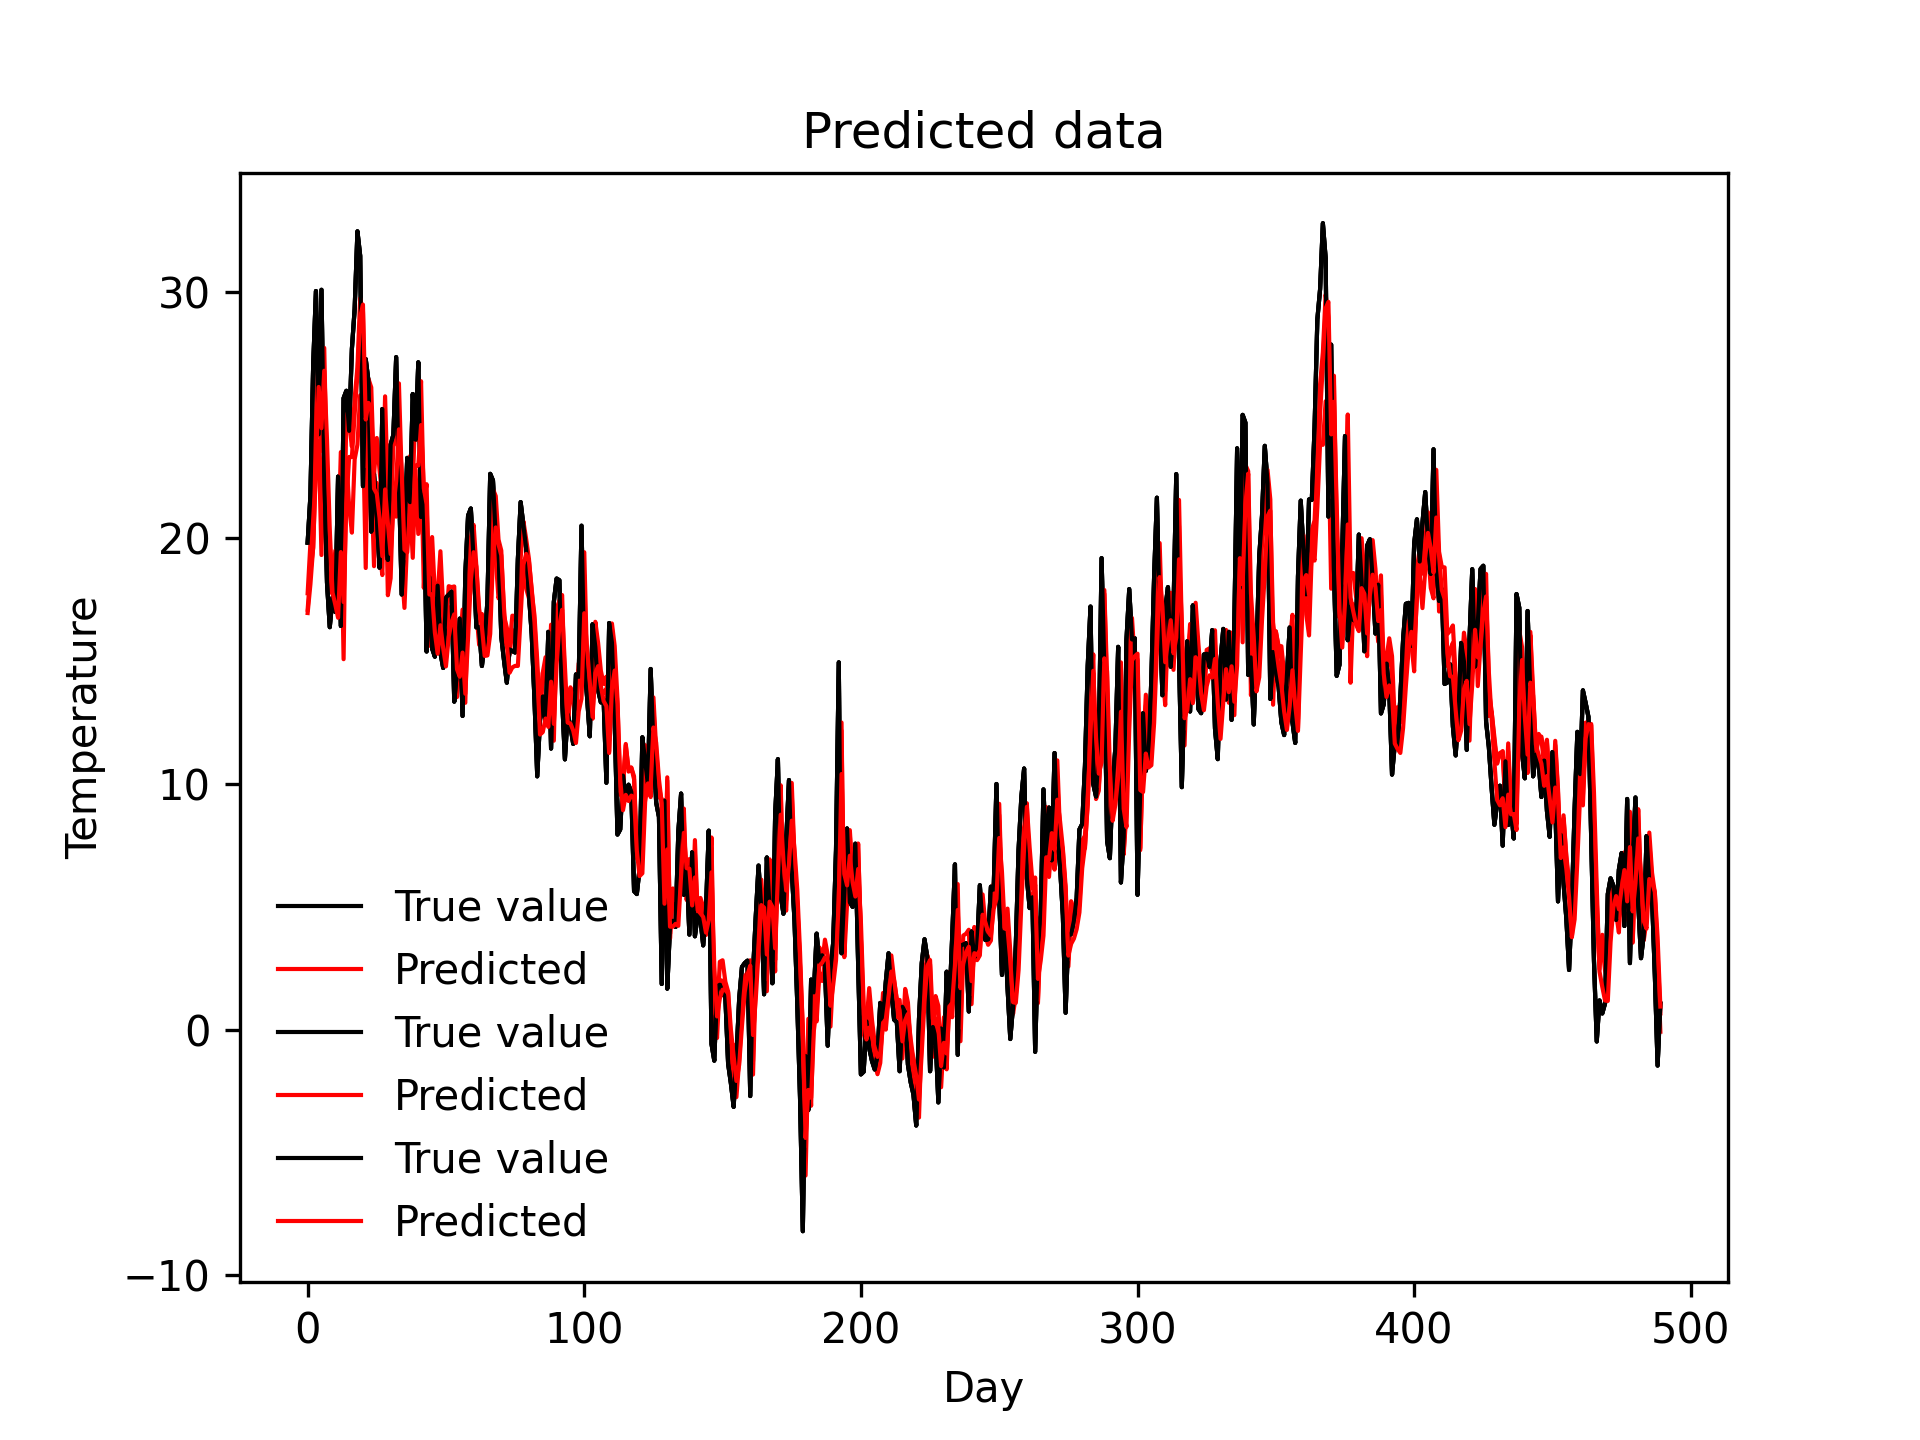 Predicted data
Temperature
30
20
10
0
−10
True value
Predicted
True value
Predicted
True value
Predicted
0 100 200 300 400 500
Day